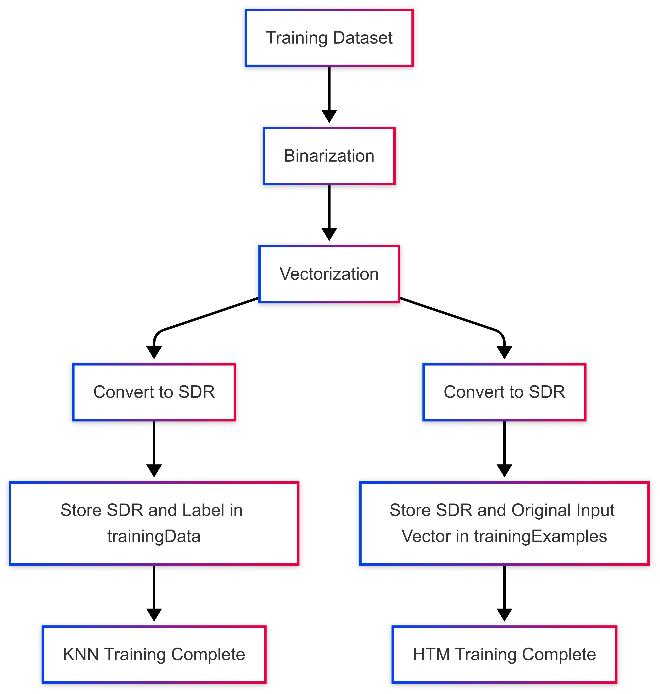 Training Dataset
Binarization
Vectorization
Convert to SDR
Convert to SDR
Store SDR and Label in
trainingData
Store SDR and Original Input
Vector in trainingExamples
KNN Training Complete
HTM Training Complete